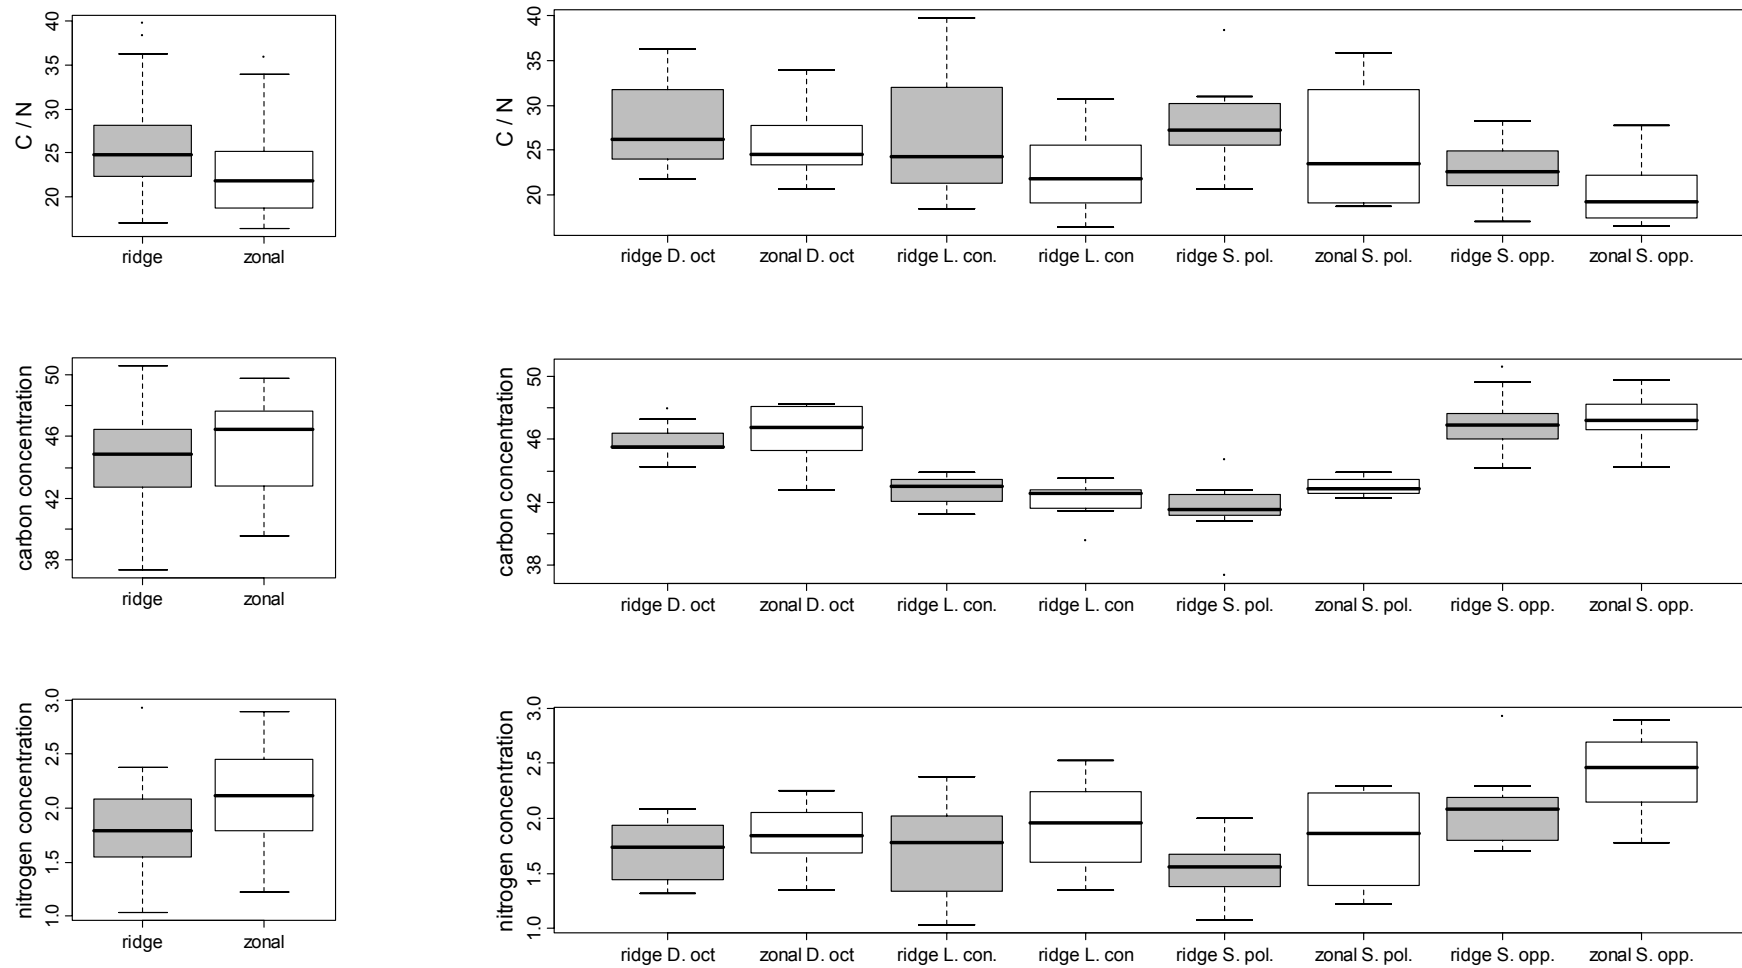 C / N
40
35
30
25
20
ridge zonal
C / N
40
35
30
25
20
ridge D. oct zonal D. oct ridge L. con. ridge L. con ridge S. pol. zonal S. pol. ridge S. opp. zonal S. opp.
carbon concentration
50
46
42
38
ridge zonal
carbon concentration
50
46
42
38
ridge D. oct zonal D. oct ridge L. con. ridge L. con ridge S. pol. zonal S. pol. ridge S. opp. zonal S. opp.
nitrogen concentration
3.0
2.5
2.0
1.5
1.0
ridge zonal
nitrogen concentration
3.0
2.5
2.0
1.5
1.0
ridge D. oct zonal D. oct ridge L. con. ridge L. con ridge S. pol. zonal S. pol. ridge S. opp. zonal S. opp.